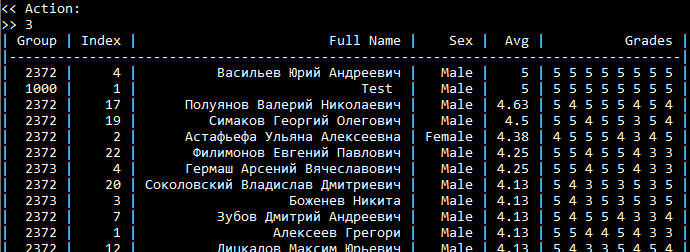 << Action:
>> 3
| Group | Index | Full Name | Sex | Avg | Grades |
|-------------------------------------------------------------------------------------|
| 2372 | 4 | Васильев Юрий Андреевич | Male | 5 | 5 5 5 5 5 5 5 5 |
| 1000 | 1 | Test | Male | 5 | 5 5 5 5 5 5 5 5 |
| 2372 | 17 | Полуянов Валерий Николаевич | Male | 4.63 | 5 4 5 5 5 4 5 4 |
| 2372 | 19 | Симаков Георгий Олегович | Male | 4.5 | 5 5 4 5 3 5 4 5 |
| 2372 | 2 | Астафьева Ульяна Алексеевна | Female | 4.38 | 4 5 5 5 4 3 4 5 |
| 2372 | 22 | Филимонов Евгений Павлович | Male | 4.25 | 5 5 4 5 5 4 3 3 |
| 2373 | 4 | Гермаш Арсений Вячеславович | Male | 4.25 | 5 5 5 5 4 4 3 3 |
| 2372 | 20 | Соколовский Владислав Дмитриевич | Male | 4.13 | 5 4 3 5 3 5 3 5 |
| 2373 | 3 | Боженев Никита | Male | 4.13 | 5 4 3 3 5 5 3 5 |
| 2372 | 7 | Зубов Дмитрий Андреевич | Male | 4.13 | 5 5 4 4 5 4 3 3 |
| 2372 | 1 | Алексеев Грегори | Male | 4.13 | 5 4 5 5 3 4 3 4 |
| 2372 | 12 | Лицкалов Максим Юрьевич | Male | 4.13 | 5 4 3 3 5 4 5 4 |